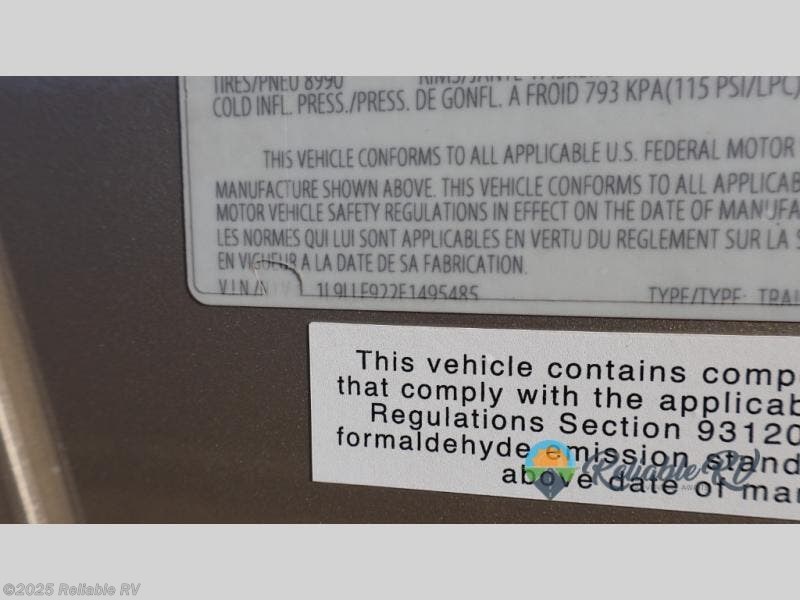 TIRES/PNEU 8990
COLD INFL. PRESS./PRESS. DE GONFL. A FROID 793 KPA(115 PSI/LPC)
THIS VEHICLE CONFORMS TO ALL APPLICABLE U.S. FEDERAL MOTOR
MANUFACTURE SHOWN ABOVE. THIS VEHICLE CONFORMS TO ALL APPLICAB
MOTOR VEHICLE SAFETY REGULATIONS IN EFFECT ON THE DATE OF MANUFA
LES NORMES QUI LUI SONT APPLICABLES EN VERTU DU REGLEMENT SUR LA S
EN VIGUEUR A LA DATE DE SA FABRICATION.
V.I.N./ TYPE/TYPE: TRAI
This vehicle contains comp
that comply with the applicab
Regulations Section 93120
formaldehyde emission stand
above date of man
Reliable RV
©2025 Reliable RV